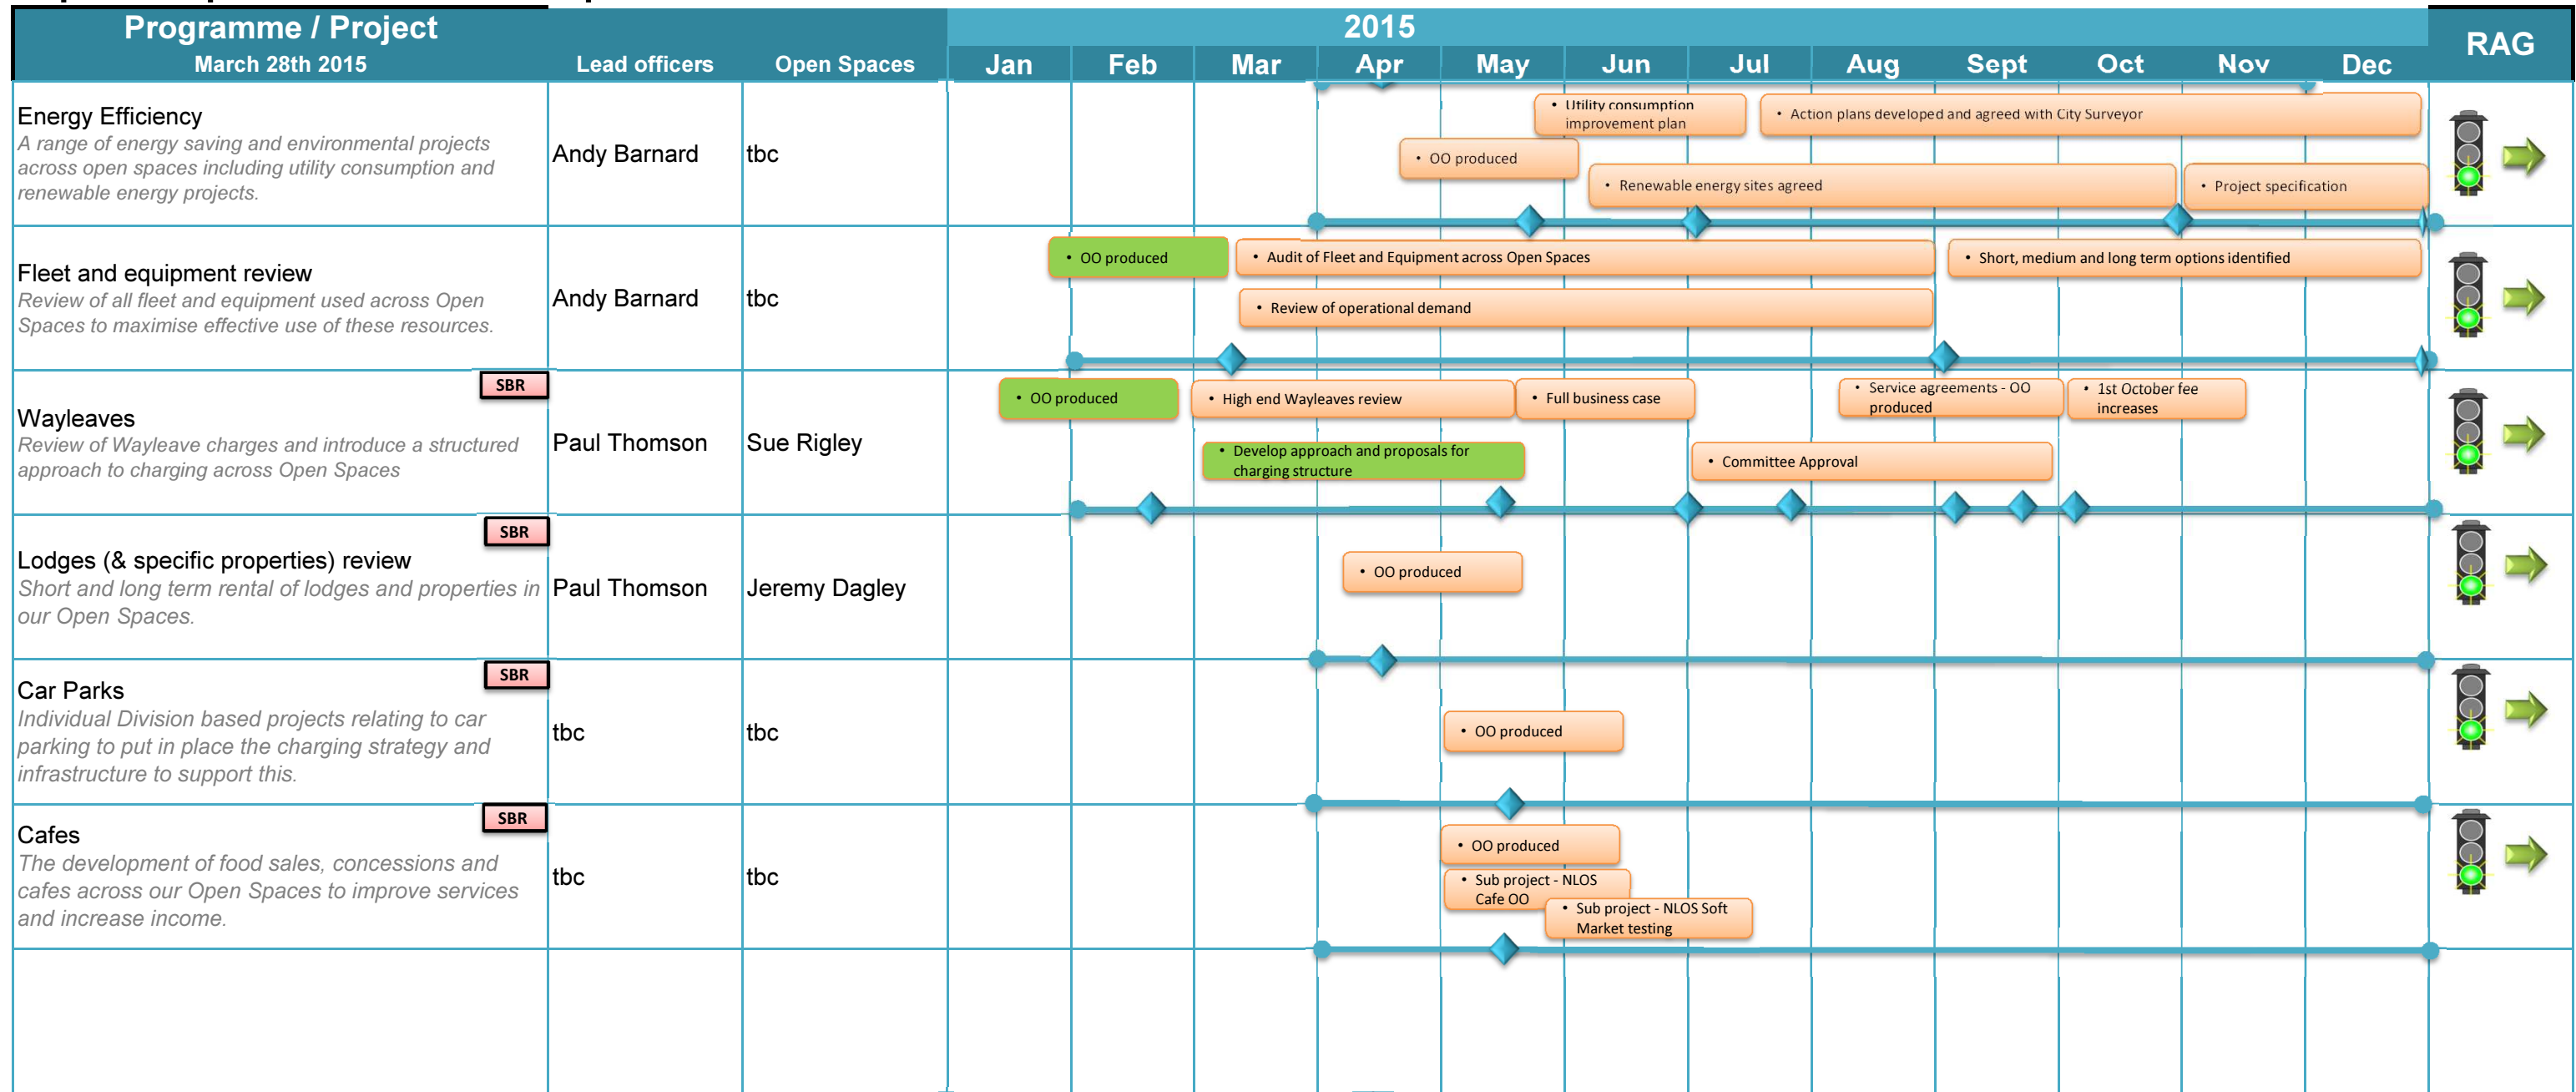 Programme / Project
March 28th 2015
Lead officers
Open Spaces
2015
Jan Feb Mar Apr May Jun Jul Aug Sept Oct Nov Dec
RAG
Energy Efficiency
A range of energy saving and environmental projects
across open spaces including utility consumption and
renewable energy projects.
Andy Barnard
tbc
• Utility consumption
improvement plan
• Action plans developed and agreed with City Surveyor
• OO produced
• Renewable energy sites agreed
• Project specification
Fleet and equipment review
Review of all fleet and equipment used across Open
Spaces to maximise effective use of these resources.
Andy Barnard
tbc
• OO produced
• Audit of Fleet and Equipment across Open Spaces
• Short, medium and long term options identified
• Review of operational demand
SBR
Wayleaves
Review of Wayleave charges and introduce a structured
approach to charging across Open Spaces
Paul Thomson
Sue Rigley
• OO produced
• High end Wayleaves review
• Full business case
• Service agreements - OO
produced
• 1st October fee
increases
• Develop approach and proposals for
charging structure
• Committee Approval
SBR
Lodges (& specific properties) review
Short and long term rental of lodges and properties in
our Open Spaces.
Paul Thomson
Jeremy Dagley
• OO produced
SBR
Car Parks
Individual Division based projects relating to car
parking to put in place the charging strategy and
infrastructure to support this.
tbc
tbc
• OO produced
SBR
Cafes
The development of food sales, concessions and
cafes across our Open Spaces to improve services
and increase income.
tbc
tbc
• OO produced
• Sub project - NLOS
Cafe OO
• Sub project - NLOS Soft
Market testing